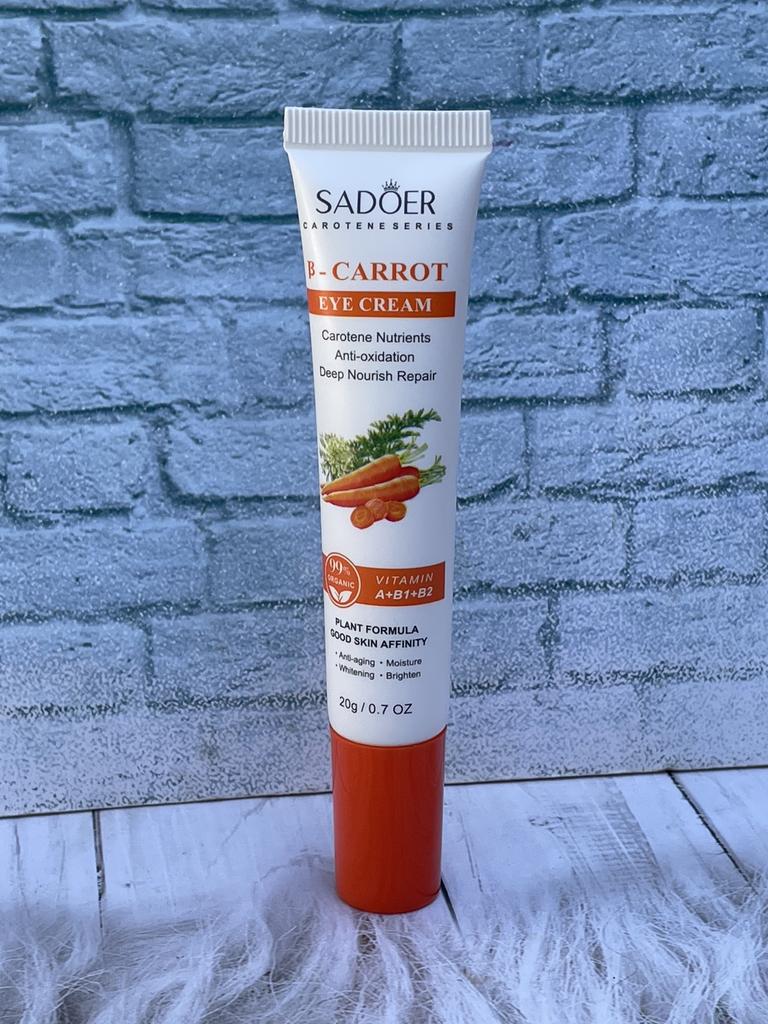 SADOER
CAROTENE SERIES
β - CARROT
EYE CREAM
Carotene Nutrients
Anti-oxidation
Deep Nourish Repair
99%
ORGANIC
VITAMIN
A+B1+B2
PLANT FORMULA
GOOD SKIN AFFINITY
· Anti-aging · Moisture
· Whitening · Brighten
20g / 0.7 OZ